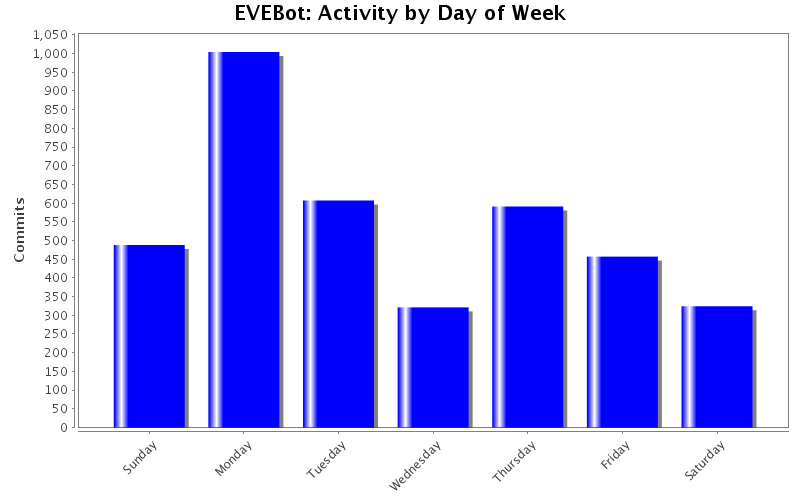 EVEBot: Activity by Day of Week
1,050
1,000
950
900
850
800
750
700
650
600
550
500
450
400
350
300
250
200
150
100
50
0
Commits
Sunday
Monday
Tuesday
Wednesday
Thursday
Friday
Saturday